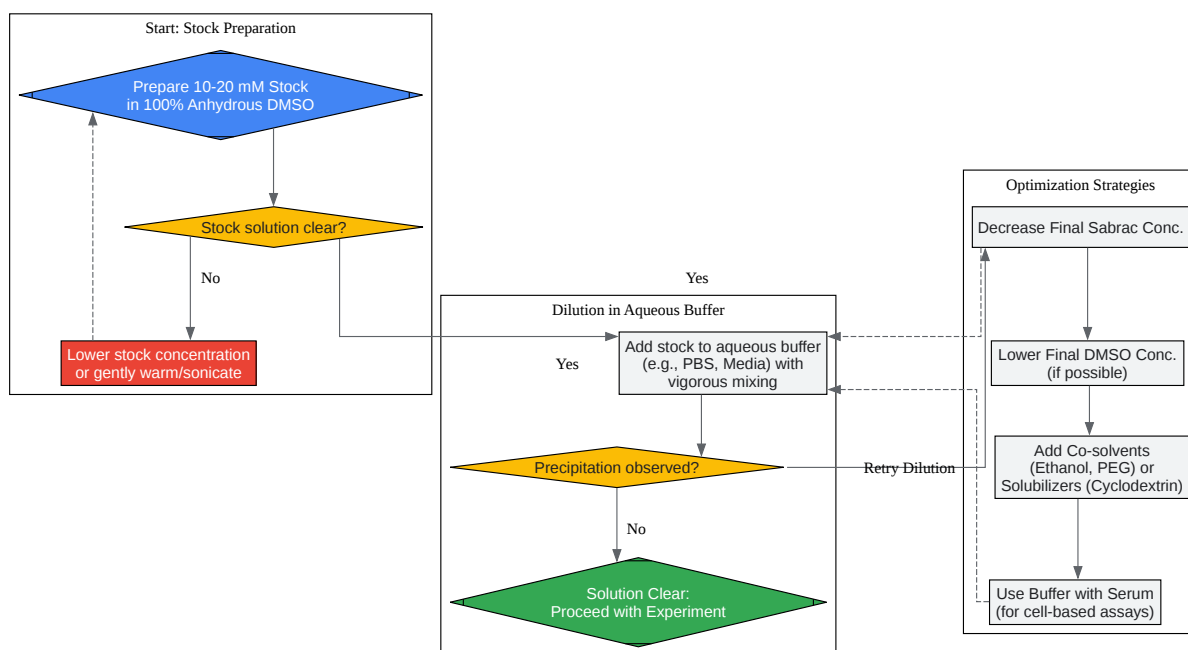 Start: Stock Preparation
Prepare 10-20 mM Stock
in 100% Anhydrous DMSO
Stock solution clear?
No
Lower stock concentration
or gently warm/sonicate
Yes
Dilution in Aqueous Buffer
Yes
Add stock to aqueous buffer
(e.g., PBS, Media) with
vigorous mixing
Precipitation observed?
Retry Dilution
No
Solution Clear:
Proceed with Experiment
Optimization Strategies
Decrease Final Sabrac Conc.
Lower Final DMSO Conc.
(if possible)
Add Co-solvents
(Ethanol, PEG) or
Solubilizers (Cyclodextrin)
Use Buffer with Serum
(for cell-based assays)